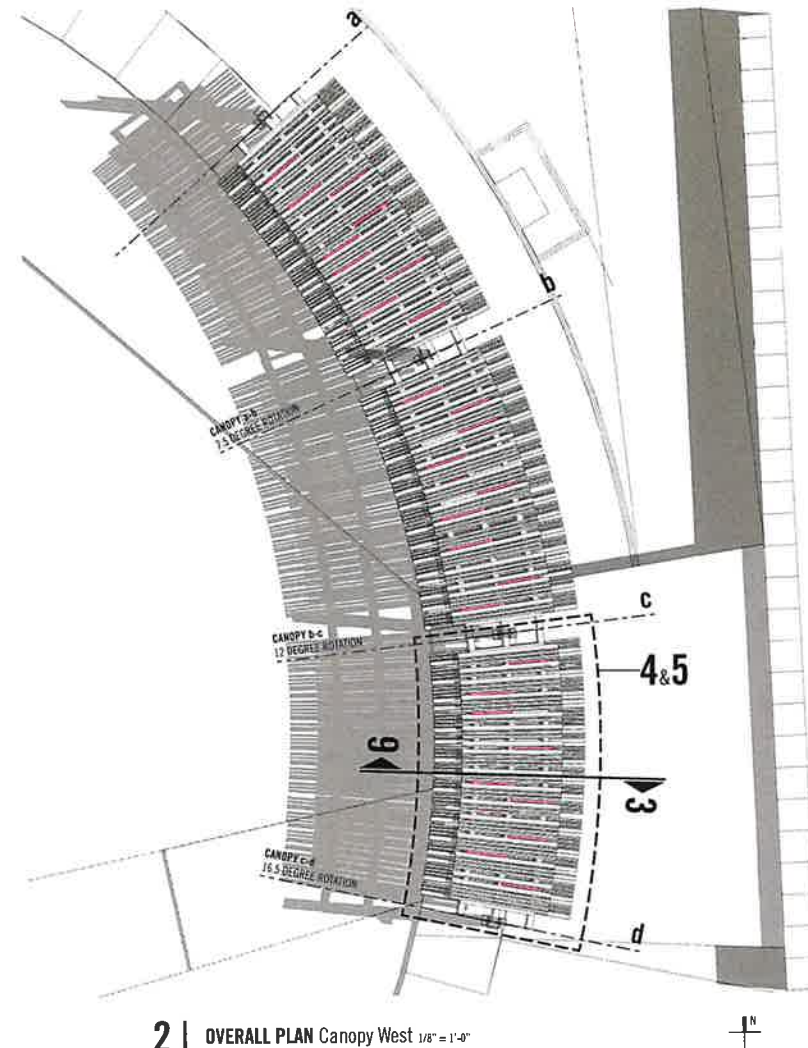 a
b
CANOPY a-b
7.5 DEGREE ROTATION
c
CANOPY b-c
12 DEGREE ROTATION
4&5
6
3
CANOPY c-d
16.5 DEGREE ROTATION
d
2 | OVERALL PLAN Canopy West 1/8" = 1'-0"
N